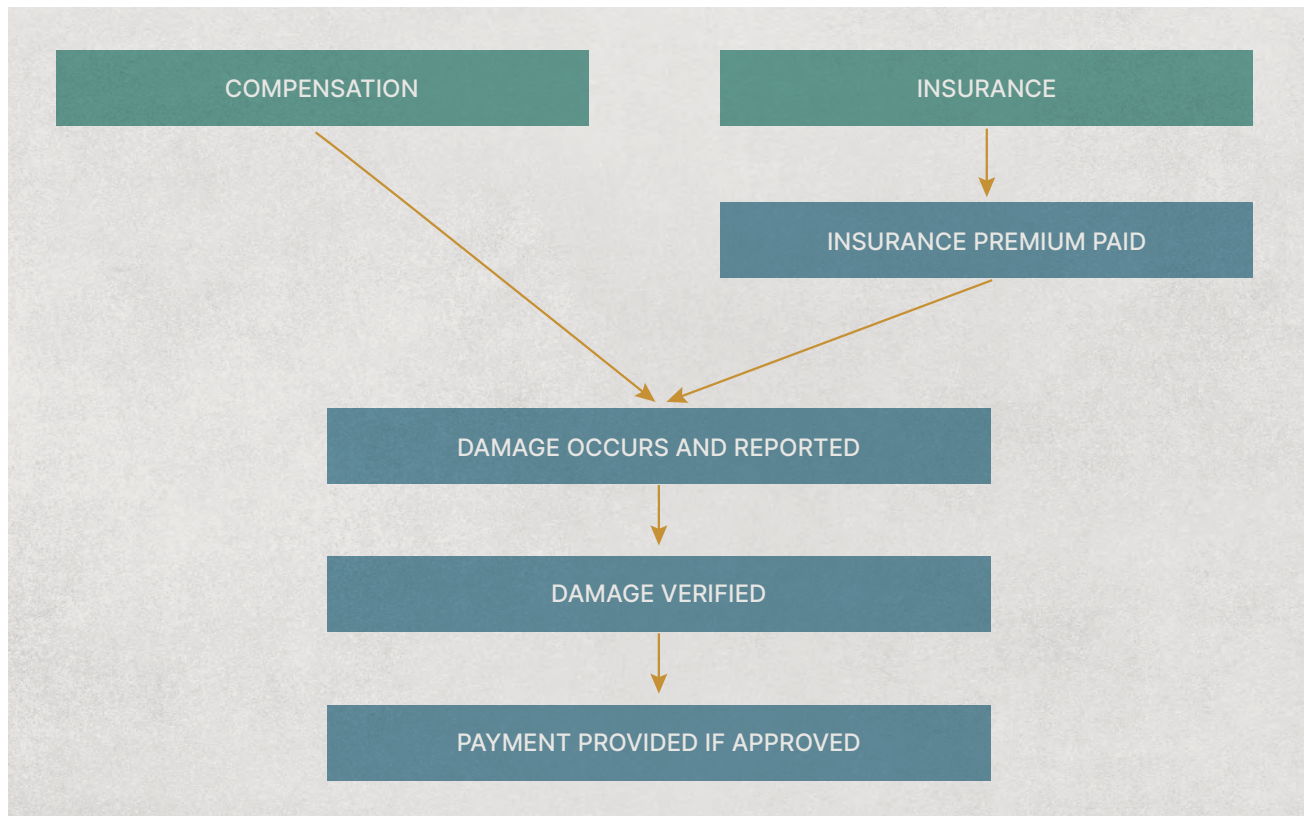 COMPENSATION
INSURANCE
INSURANCE PREMIUM PAID
DAMAGE OCCURS AND REPORTED
DAMAGE VERIFIED
PAYMENT PROVIDED IF APPROVED